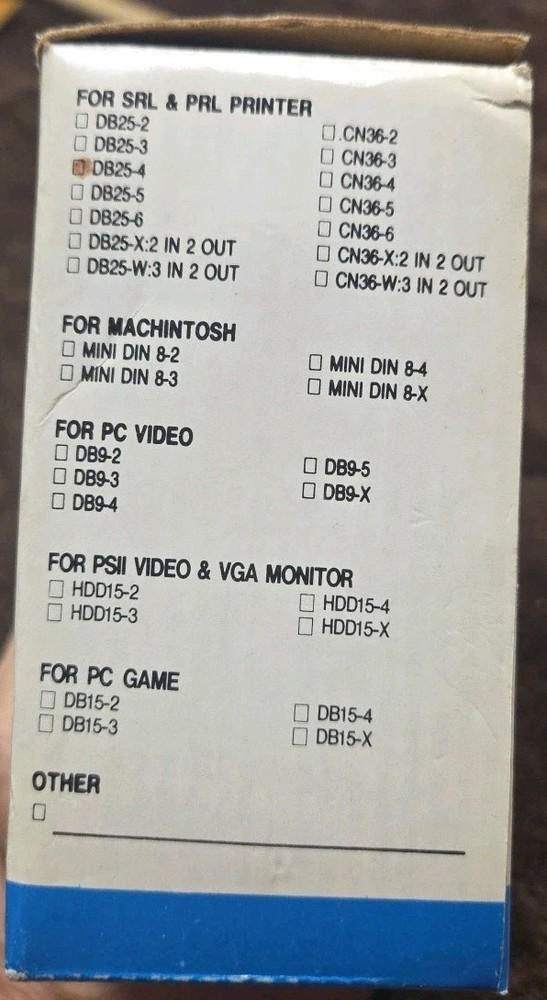 FOR SRL & PRL PRINTER
DB25-2
DB25-3
DB25-4
DB25-5
DB25-6
DB25-X:2 IN 2 OUT
DB25-W:3 IN 2 OUT
.CN36-2
CN36-3
CN36-4
CN36-5
CN36-6
CN36-X:2 IN 2 OUT
CN36-W:3 IN 2 OUT
FOR MACHINTOSH
MINI DIN 8-2
MINI DIN 8-3
MINI DIN 8-4
MINI DIN 8-X
FOR PC VIDEO
DB9-2
DB9-3
DB9-4
DB9-5
DB9-X
FOR PSII VIDEO & VGA MONITOR
HDD15-2
HDD15-3
HDD15-4
HDD15-X
FOR PC GAME
DB15-2
DB15-3
DB15-4
DB15-X
OTHER